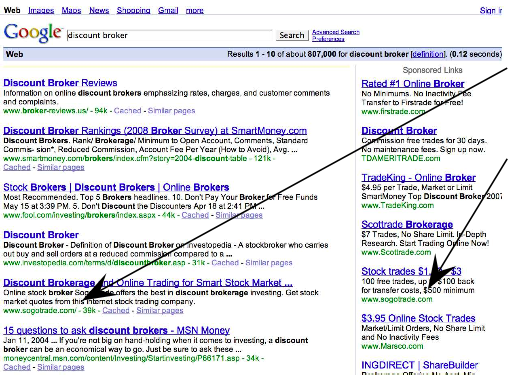 Web Images Maps News Shopping Gmail more Sign in
Google discount broker Search Advanced Search
Preferences
Web Results 1 - 10 of about 807,000 for discount broker [definition]. (0.12 seconds)
Discount Broker Reviews
Information on online discount brokers emphasizing rates, charges, and customer comments
and complaints.
www.broker-reviews.us/ - 94k - Cached - Similar pages
Discount Broker Rankings (2008 Broker Survey) at SmartMoney.com
Discount Brokers. Rank/ Brokerage/ Minimum to Open Account, Comments, Standard
Commis- sion*, Reduced Commission, Account Fee Per Year (How to Avoid), Avg. ...
www.smartmoney.com/brokers/index.cfm?story=2004-discount-table - 121k -
Cached - Similar pages
Stock Brokers | Discount Brokers | Online Brokers
Most Recommended. Top 5 Brokers headlines. 10. Don't Pay Your Broker for Free Funds
May 15 at 3:39 PM. 5. Don't Discount the Discounters Apr 18 at 2:41 PM. ...
www.fool.com/investing/brokers/index.aspx - 44k - Cached - Similar pages
Discount Broker
Discount Broker - Definition of Discount Broker on Investopedia - A stockbroker who carries
out buy and sell orders at a reduced commission compared to a ...
www.investopedia.com/terms/d/discountbroker.asp - 31k - Cached - Similar pages
Discount Brokerage and Online Trading for Smart Stock Market ...
Online stock broker offers the best in discount brokerage investing. Get stock
market quotes from this internet stock trading company.
www.sogotrade.com/ - 39k - Cached - Similar pages
15 questions to ask discount brokers - MSN Money
Jan 11, 2004 ... If you're not big on hand-holding when it comes to investing, a discount
broker can be an economical way to go. Just be sure to ask these ...
moneycentral.msn.com/content/Investing/Startinvesting/P66171.asp - 34k -
Cached - Similar pages
Sponsored Links
Rated #1 Online Broker
No Minimums. No Inactivity Fee
Transfer to Firstrade for Free!
www.firstrade.com
Discount Broker
Commission free trades for 30 days.
No maintenance fees. Sign up now.
TDAMERITRADE.com
TradeKing - Online Broker
$4.95 per Trade, Market or Limit
SmartMoney Top Discount Broker 2007
www.TradeKing.com
Scottrade Brokerage
$7 Trades, No Share Limit. In-Depth
Research. Start Trading Online Now!
www.Scottrade.com
Stock trades $3
100 free trades, up to $100 back
for transfer costs, $500 minimum
www.sogotrade.com
$3.95 Online Stock Trades
Market/Limit Orders, No Share Limit
and No Inactivity Fees
www.Marsco.com
INGDIRECT | ShareBuilder